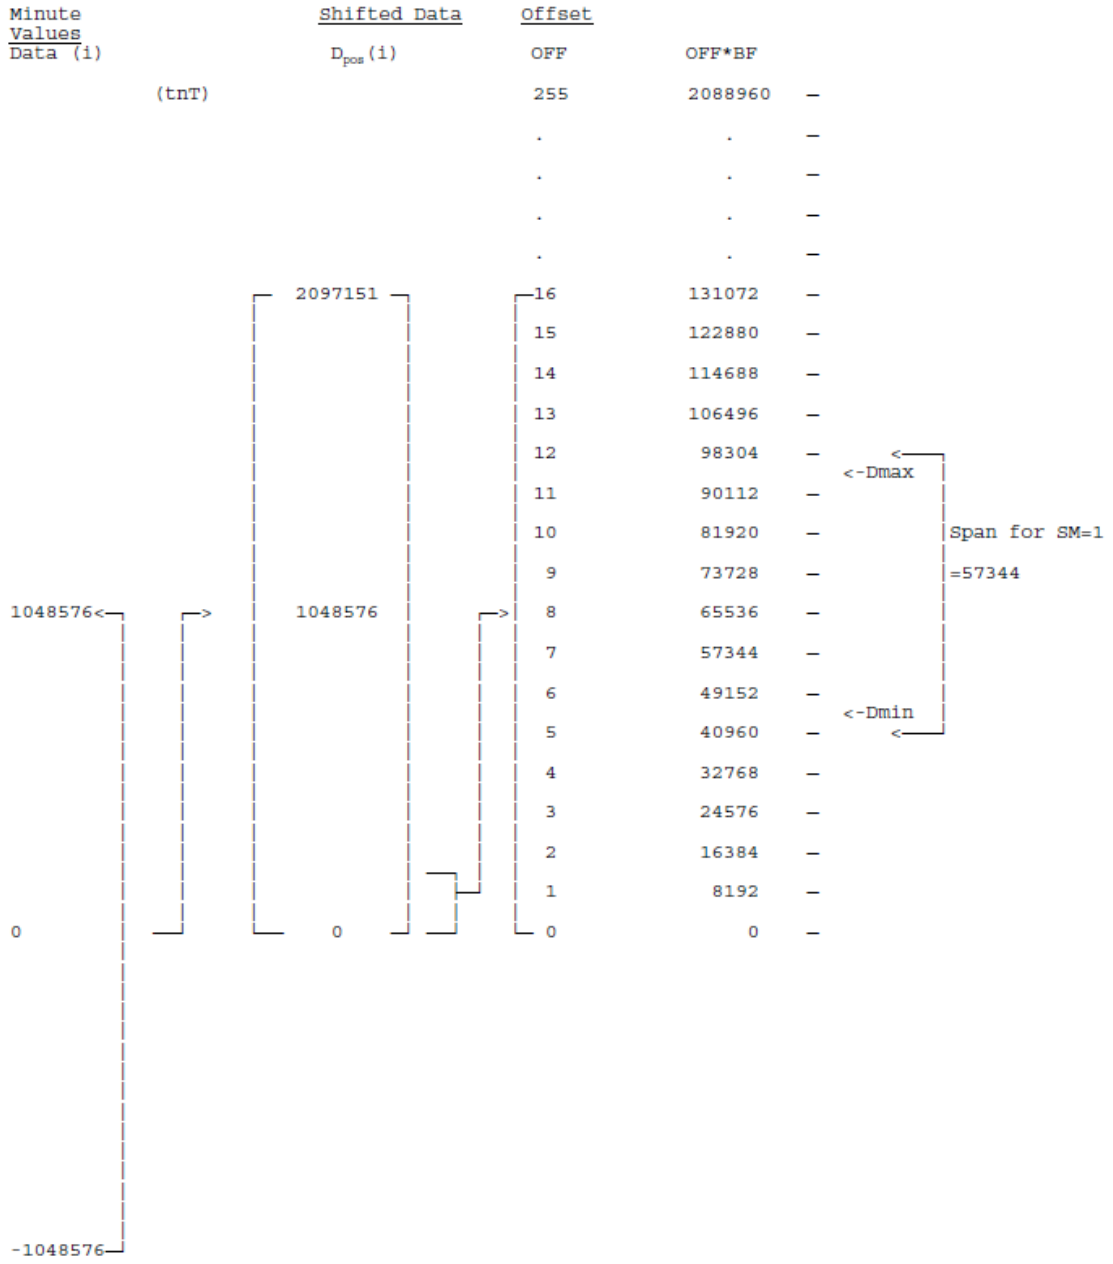 Minute Shifted Data Offset
Values
Data (i) Dpos(i) OFF OFF*BF
(tnT) 255 2088960 —
. . —
. . —
. . —
. . —
2097151 16 131072 —
15 122880 —
14 114688 —
13 106496 —
12 98304 — <
<-Dmax
11 90112 —
10 81920 — Span for SM=1
9 73728 — =57344
1048576< > 1048576 > 8 65536 —
7 57344 —
6 49152 —
<-Dmin
5 40960 — <
4 32768 —
3 24576 —
2 16384 —
1 8192 —
0 0 0 0 —
-1048576